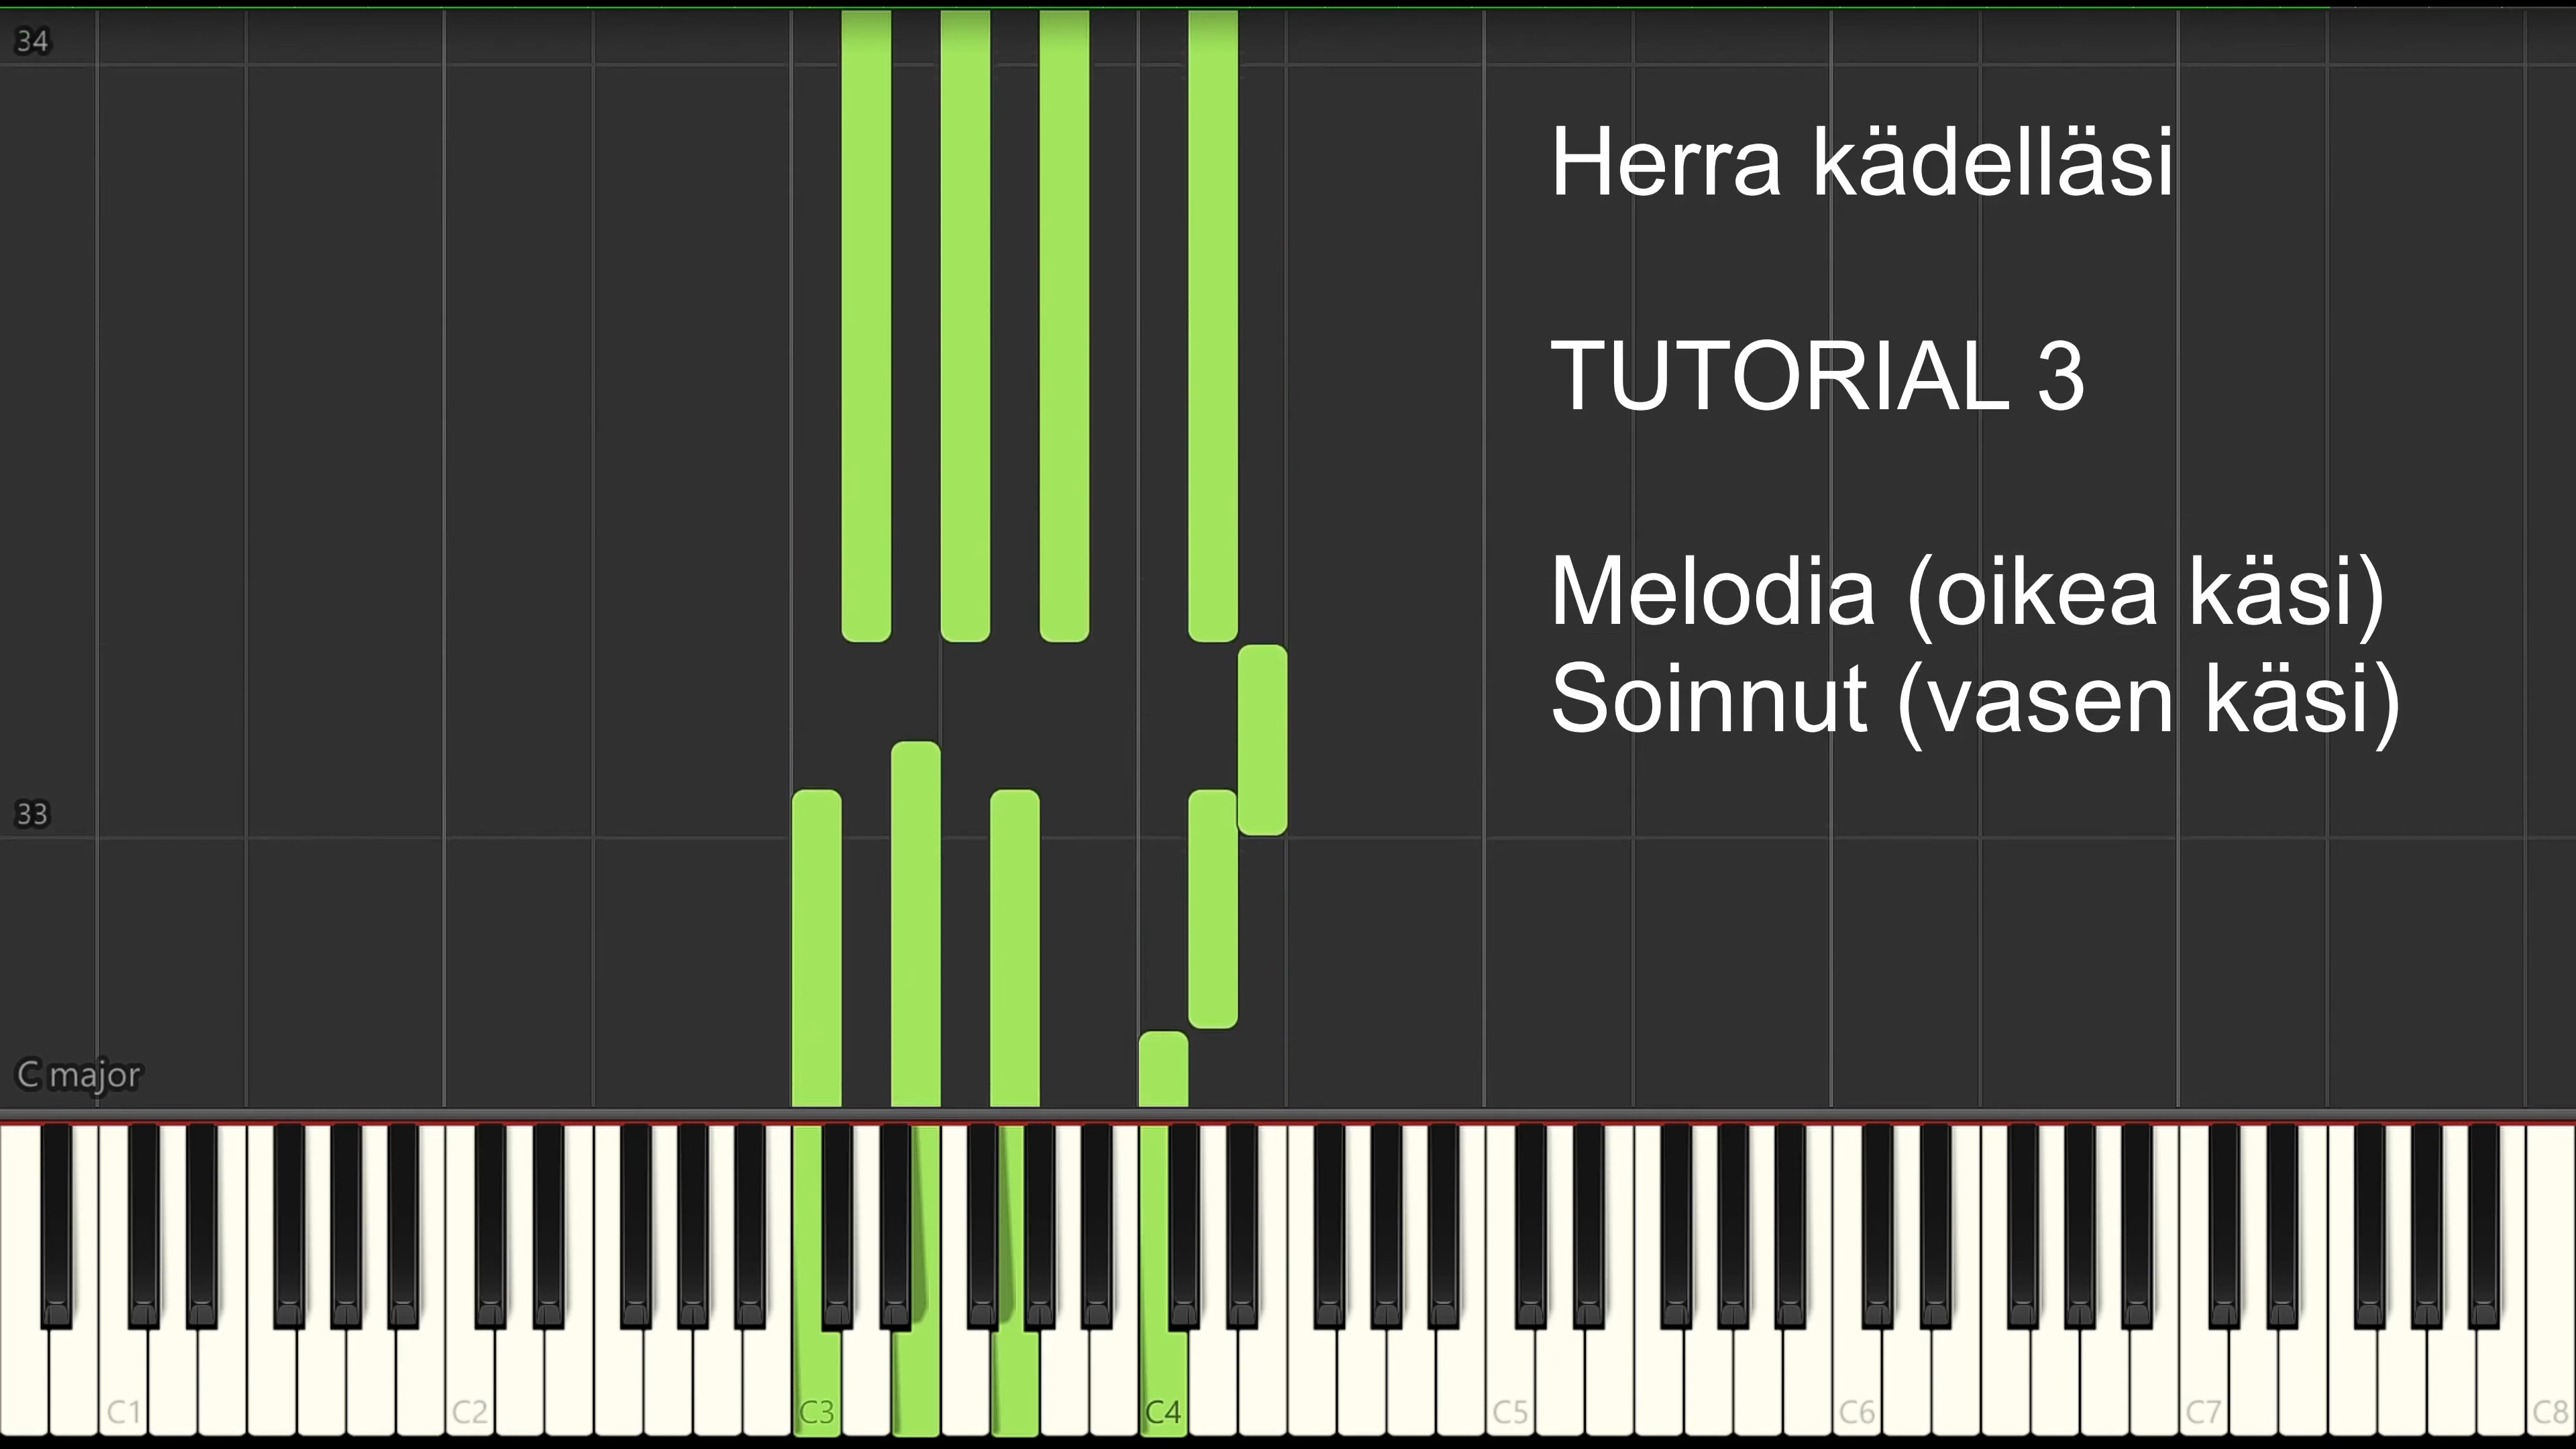 34
Herra kädelläsi
TUTORIAL 3
Melodia (oikea käsi)
Soinnut (vasen käsi)
33
C major
C1 C2 C3 C4 C5 C6 C7 C8